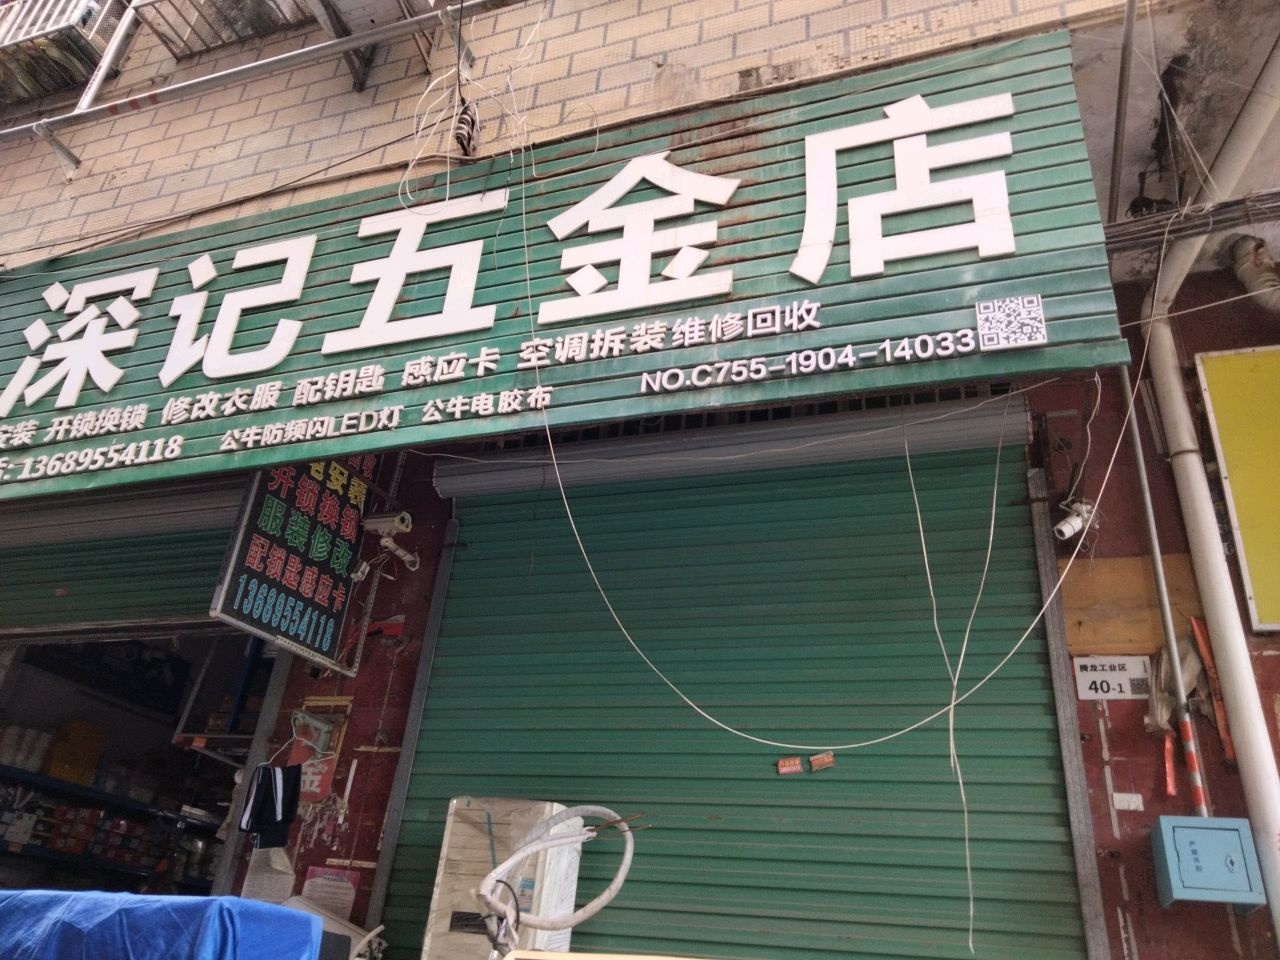 深记五金店
安装 开锁换锁 修改衣服 配钥匙 感应卡 空调拆装维修回收
: 13689554118 公牛防频闪LED灯 公牛电胶布 NO.C755-1904-14033
安装
开锁换锁
服装修改
配锁匙感应卡
13689554118
腾龙工业区
40-1
金